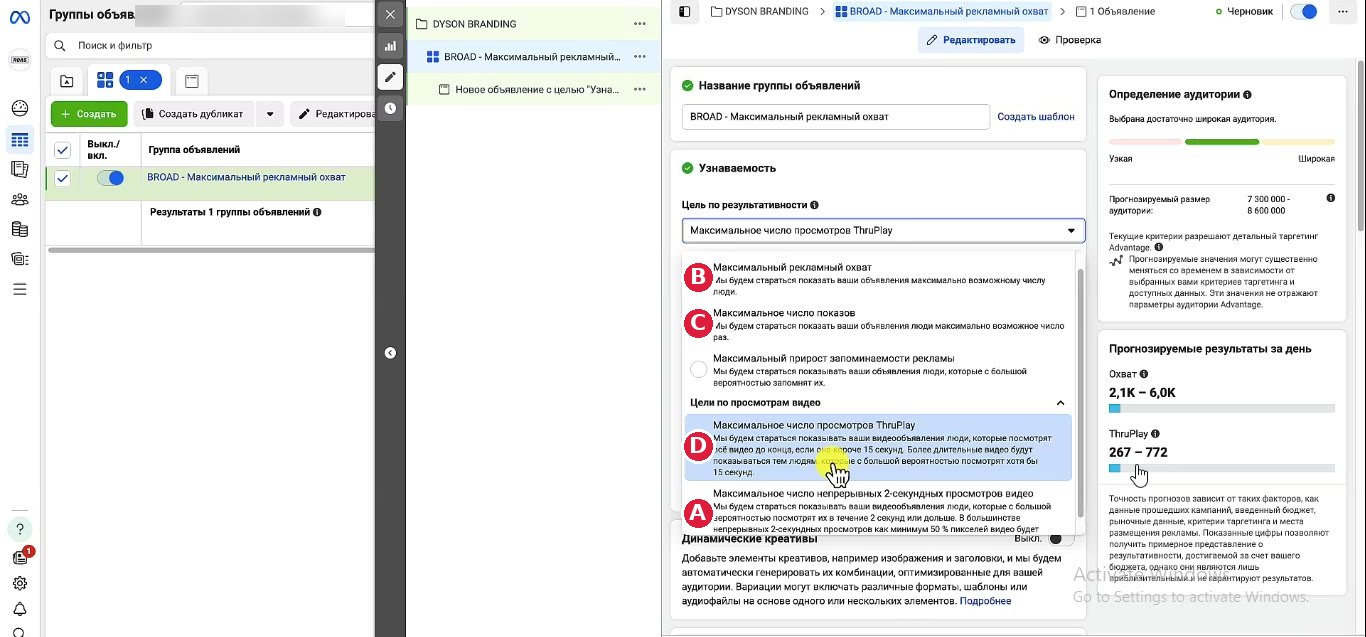 Группы объявл
Поиск и фильтр
1 ×
+ Создать
Создать дубликат
Редактирова
Выкл./
вкл.
Группа объявлений
BROAD - Максимальный рекламный охват
Результаты 1 группы объявлений
?
1
DYSON BRANDING
BROAD - Максимальный рекламный...
Новое объявление с целью "Узна...
DYSON BRANDING > BROAD - Максимальный рекламный охват > 1 Объявление
Черновик
Редактировать
Проверка
Название группы объявлений
BROAD - Максимальный рекламный охват
Создать шаблон
Узнаваемость
Цель по результативности
Максимальное число просмотров ThruPlay
B
Максимальный рекламный охват
Мы будем стараться показать ваши объявления максимально возможному числу
люди.
C
Максимальное число показов
Мы будем стараться показать ваши объявления люди максимально возможное число
раз.
Максимальный прирост запоминаемости рекламы
Мы будем стараться показывать ваши объявления люди, которые с большой
вероятностью запомнят их.
Цели по просмотрам видео
D
Максимальное число просмотров ThruPlay
Мы будем стараться показывать ваши видеообъявления люди, которые посмотрят
всё видео до конца, если оно короче 15 секунд. Более длительные видео будут
показываться тем людям, которые с большой вероятностью посмотрят хотя бы
15 секунд.
A
Максимальное число непрерывных 2-секундных просмотров видео
Мы будем стараться показывать ваши видеообъявления люди, которые с большой
вероятностью посмотрят их в течение 2 секунд или дольше. В большинстве
непрерывных 2-секундных просмотров как минимум 50 % пикселей видео будет
Динамические креативы
Выкл.
Добавьте элементы креативов, например изображения и заголовки, и мы будем
автоматически генерировать их комбинации, оптимизированные для вашей
аудитории. Вариации могут включать различные форматы, шаблоны или
аудиофайлы на основе одного или нескольких элементов. Подробнее
Определение аудитории
Выбрана достаточно широкая аудитория.
Узкая
Широкая
Прогнозируемый размер
аудитории:
7 300 000 -
8 600 000
Текущие критерии разрешают детальный таргетинг
Advantage.
Прогнозируемые значения могут существенно
меняться со временем в зависимости от
выбранных вами критериев таргетинга и
доступных данных. Эти значения не отражают
параметры аудитории Advantage.
Прогнозируемые результаты за день
Охват
2,1K – 6,0K
ThruPlay
267 – 772
Точность прогнозов зависит от таких факторов, как
данные прошедших кампаний, введенный бюджет,
рыночные данные, критерии таргетинга и места
размещения рекламы. Показанные цифры позволяют
получить примерное представление о
результативности, достигаемой за счет вашего
бюджета, однако они являются лишь
приблизительными и не гарантируют результатов.
Activate Windows
Go to Settings to activate Windows.